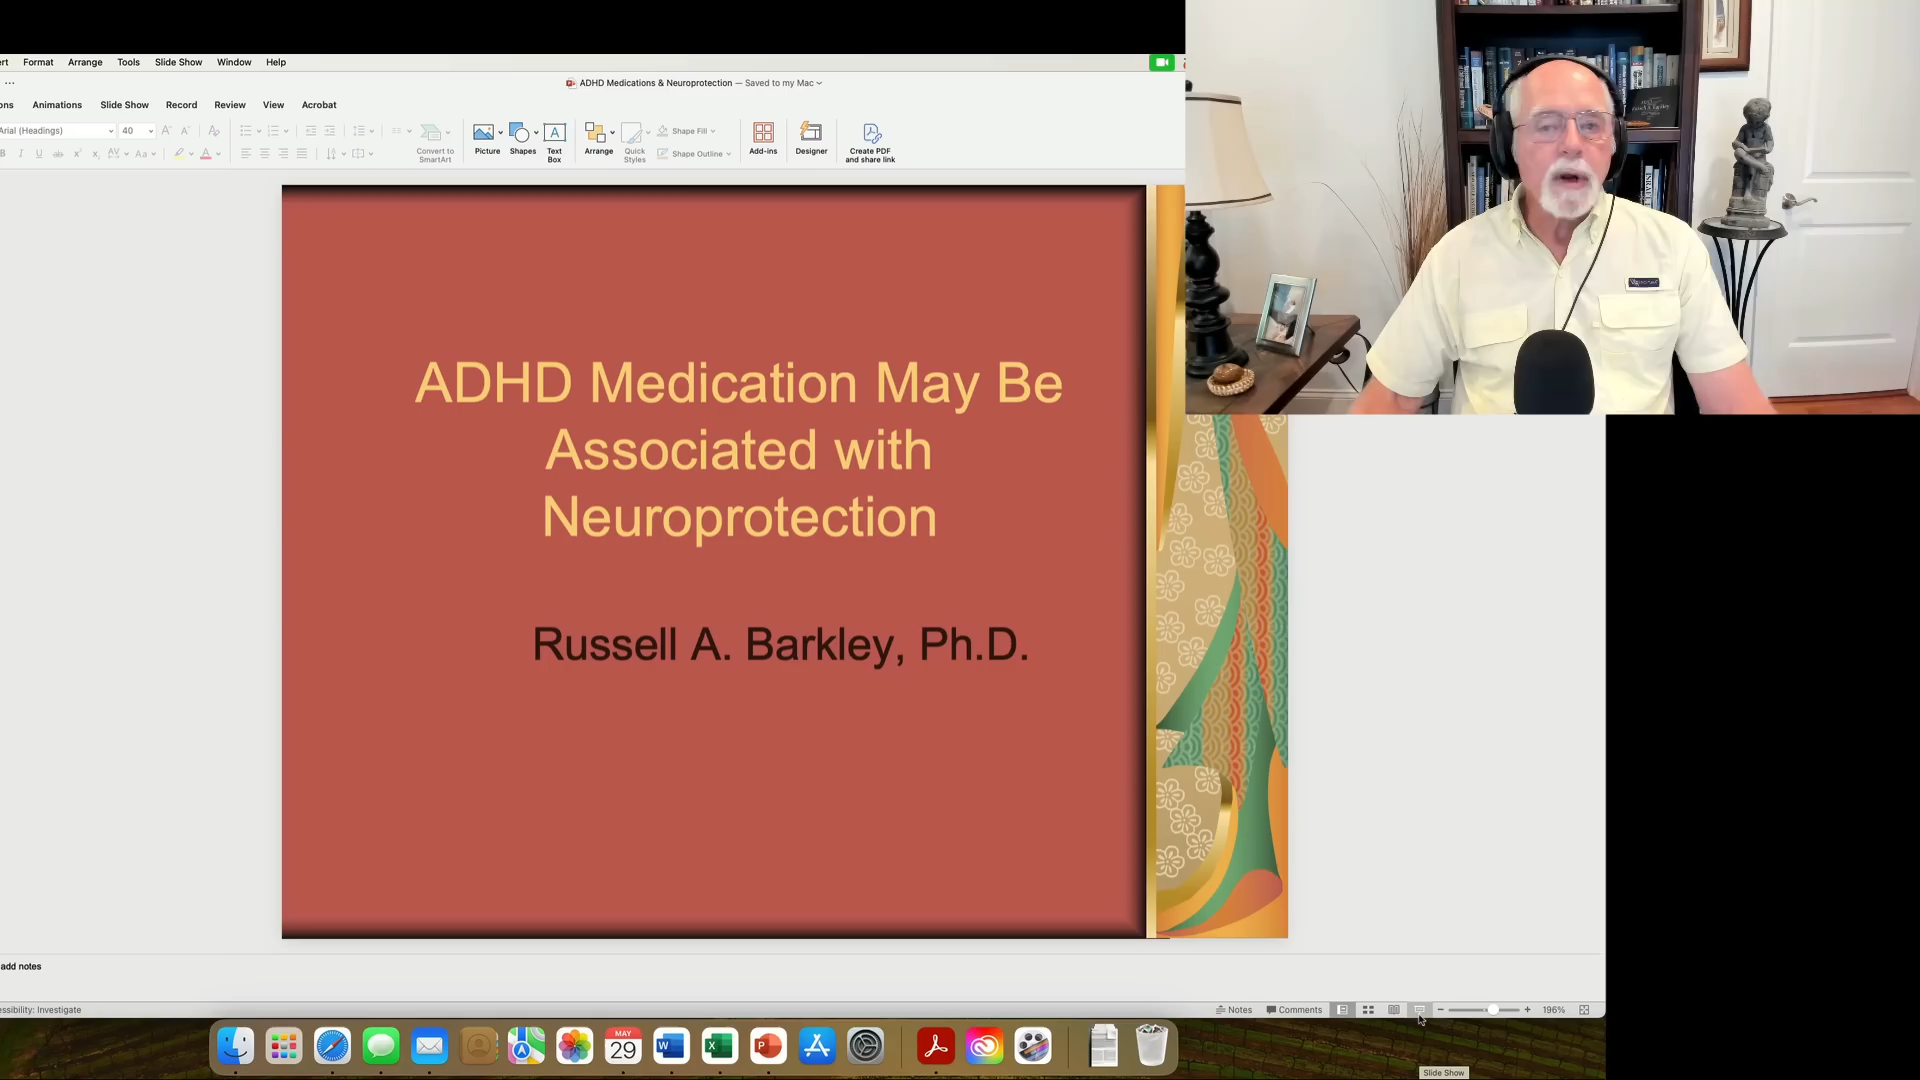 Format Arrange Tools Slide Show Window Help
ADHD Medications & Neuroprotection — Saved to my Mac
Animations Slide Show Record Review View Acrobat
Arial (Headings) 40
Picture Shapes Text Box Arrange Quick Styles Shape Fill Shape Outline Add-ins Designer Create PDF and share link
Convert to SmartArt
ADHD Medication May Be
Associated with
Neuroprotection
Russell A. Barkley, Ph.D.
add notes
ssibility: Investigate
Notes Comments 196%
MAY
29
Slide Show